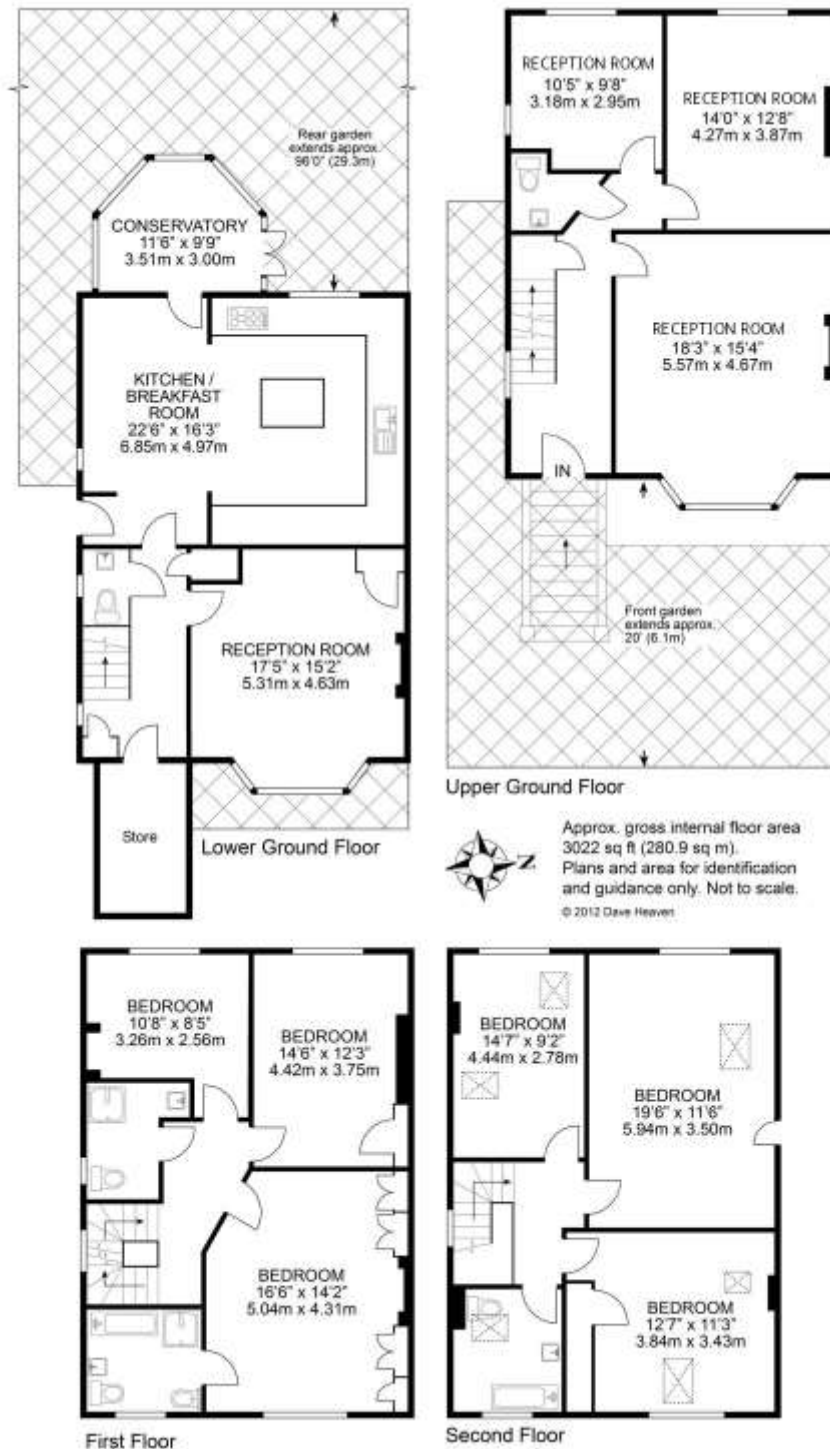 Rear garden
extends approx.
96'0" (29.3m)
CONSERVATORY
11'6" x 9'9"
3.51m x 3.00m
KITCHEN /
BREAKFAST
ROOM
22'6" x 16'3"
6.85m x 4.97m
RECEPTION ROOM
17'5" x 15'2"
5.31m x 4.63m
Store
Lower Ground Floor
RECEPTION ROOM
10'5" x 9'8"
3.18m x 2.95m
RECEPTION ROOM
14'0" x 12'8"
4.27m x 3.87m
RECEPTION ROOM
18'3" x 15'4"
5.57m x 4.67m
IN
Front garden
extends approx.
20' (6.1m)
Upper Ground Floor
N
Approx. gross internal floor area
3022 sq ft (280.9 sq m).
Plans and area for identification
and guidance only. Not to scale.
© 2012 Dave Heaven
BEDROOM
10'8" x 8'5"
3.26m x 2.56m
BEDROOM
14'6" x 12'3"
4.42m x 3.75m
BEDROOM
16'6" x 14'2"
5.04m x 4.31m
First Floor
BEDROOM
14'7" x 9'2"
4.44m x 2.78m
BEDROOM
19'6" x 11'6"
5.94m x 3.50m
BEDROOM
12'7" x 11'3"
3.84m x 3.43m
Second Floor